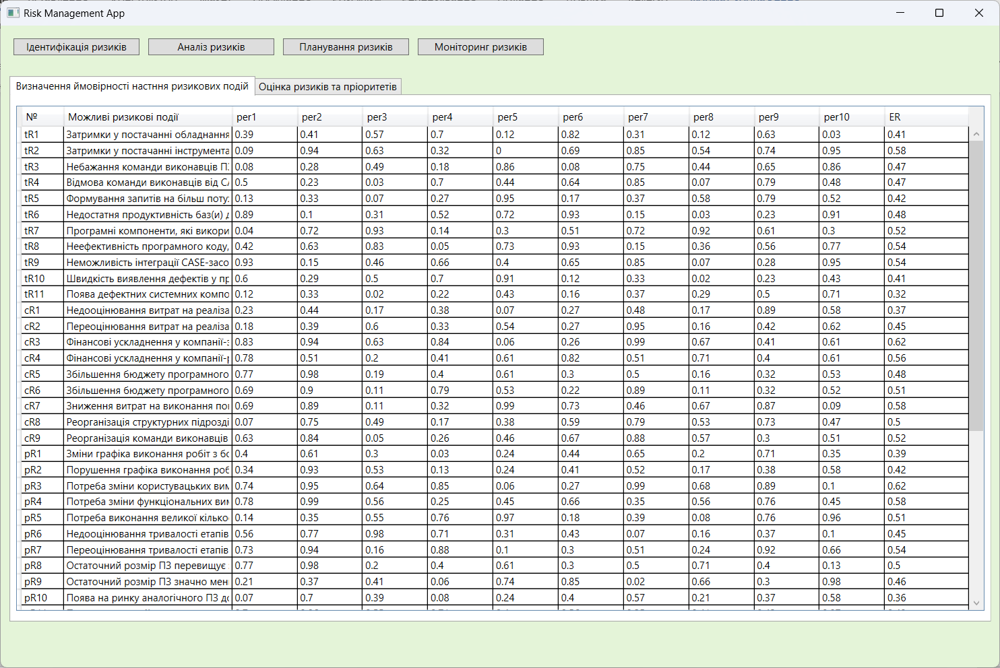 Risk Management App
Ідентифікація ризиків Аналіз ризиків Планування ризиків Моніторинг ризиків
Визначення ймовірності настння ризикових подій Оцінка ризиків та пріоритетів
№ Можливі ризикові події per1 per2 per3 per4 per5 per6 per7 per8 per9 per10 ER
tR1 Затримки у постачанні обладнання 0.39 0.41 0.57 0.7 0.12 0.82 0.31 0.12 0.63 0.03 0.41
tR2 Затримки у постачанні інструмента 0.09 0.94 0.63 0.32 0 0.69 0.85 0.54 0.74 0.95 0.58
tR3 Небажання команди виконавців ПЗ 0.08 0.28 0.49 0.18 0.86 0.08 0.75 0.44 0.65 0.86 0.47
tR4 Відмова команди виконавців від CA 0.5 0.23 0.03 0.7 0.44 0.64 0.85 0.07 0.79 0.48 0.47
tR5 Формування запитів на більш поту 0.13 0.33 0.07 0.27 0.95 0.17 0.37 0.58 0.79 0.52 0.42
tR6 Недостатня продуктивність баз(и) д 0.89 0.1 0.31 0.52 0.72 0.93 0.15 0.03 0.23 0.91 0.48
tR7 Програмні компоненти, які викори 0.04 0.72 0.93 0.14 0.3 0.51 0.72 0.92 0.61 0.3 0.52
tR8 Неефективність програмного коду, 0.42 0.63 0.83 0.05 0.73 0.93 0.15 0.36 0.56 0.77 0.54
tR9 Неможливість інтеграції CASE-засо 0.93 0.15 0.46 0.66 0.4 0.65 0.85 0.07 0.28 0.95 0.54
tR10 Швидкість виявлення дефектів у пр 0.6 0.29 0.5 0.7 0.91 0.12 0.33 0.02 0.23 0.43 0.41
tR11 Поява дефектних системних компо 0.12 0.33 0.02 0.22 0.43 0.16 0.37 0.29 0.5 0.71 0.32
cR1 Недооцінювання витрат на реаліза 0.23 0.44 0.17 0.38 0.07 0.27 0.48 0.17 0.89 0.58 0.37
cR2 Переоцінювання витрат на реаліза 0.18 0.39 0.6 0.33 0.54 0.27 0.95 0.16 0.42 0.62 0.45
cR3 Фінансові ускладнення у компанії-з 0.83 0.94 0.63 0.84 0.06 0.26 0.99 0.67 0.41 0.61 0.62
cR4 Фінансові ускладнення у компанії-р 0.78 0.51 0.2 0.41 0.61 0.82 0.51 0.71 0.4 0.61 0.56
cR5 Збільшення бюджету програмного 0.77 0.98 0.19 0.4 0.61 0.3 0.5 0.16 0.32 0.53 0.48
cR6 Збільшення бюджету програмного 0.69 0.9 0.11 0.79 0.53 0.22 0.89 0.11 0.32 0.52 0.51
cR7 Зниження витрат на виконання по 0.69 0.89 0.11 0.32 0.99 0.73 0.46 0.67 0.87 0.09 0.58
cR8 Реорганізація структурних підрозді 0.07 0.75 0.49 0.17 0.38 0.59 0.79 0.53 0.73 0.47 0.5
cR9 Реорганізація команди виконавців 0.63 0.84 0.05 0.26 0.46 0.67 0.88 0.57 0.3 0.51 0.52
pR1 Зміни графіка виконання робіт з бо 0.4 0.61 0.3 0.03 0.24 0.44 0.65 0.2 0.71 0.35 0.39
pR2 Порушення графіка виконання роб 0.34 0.93 0.53 0.13 0.24 0.41 0.52 0.17 0.38 0.58 0.42
pR3 Потреба зміни користувацьких вим 0.74 0.95 0.64 0.85 0.06 0.27 0.99 0.68 0.89 0.1 0.62
pR4 Потреба зміни функціональних вим 0.78 0.99 0.56 0.25 0.45 0.66 0.35 0.56 0.76 0.45 0.58
pR5 Потреба виконання великої кілько 0.14 0.35 0.55 0.76 0.97 0.18 0.39 0.08 0.76 0.96 0.51
pR6 Недооцінювання тривалості етапів 0.56 0.77 0.98 0.71 0.31 0.43 0.07 0.16 0.37 0.1 0.45
pR7 Переоцінювання тривалості етапів 0.73 0.94 0.16 0.88 0.1 0.3 0.51 0.24 0.92 0.66 0.54
pR8 Остаточний розмір ПЗ перевищує 0.77 0.98 0.2 0.4 0.61 0.3 0.5 0.71 0.4 0.13 0.5
pR9 Остаточний розмір ПЗ значно мен 0.21 0.37 0.41 0.06 0.74 0.85 0.02 0.66 0.3 0.98 0.46
pR10 Поява на ринку аналогічного ПЗ до 0.07 0.7 0.39 0.08 0.24 0.4 0.57 0.21 0.37 0.58 0.36